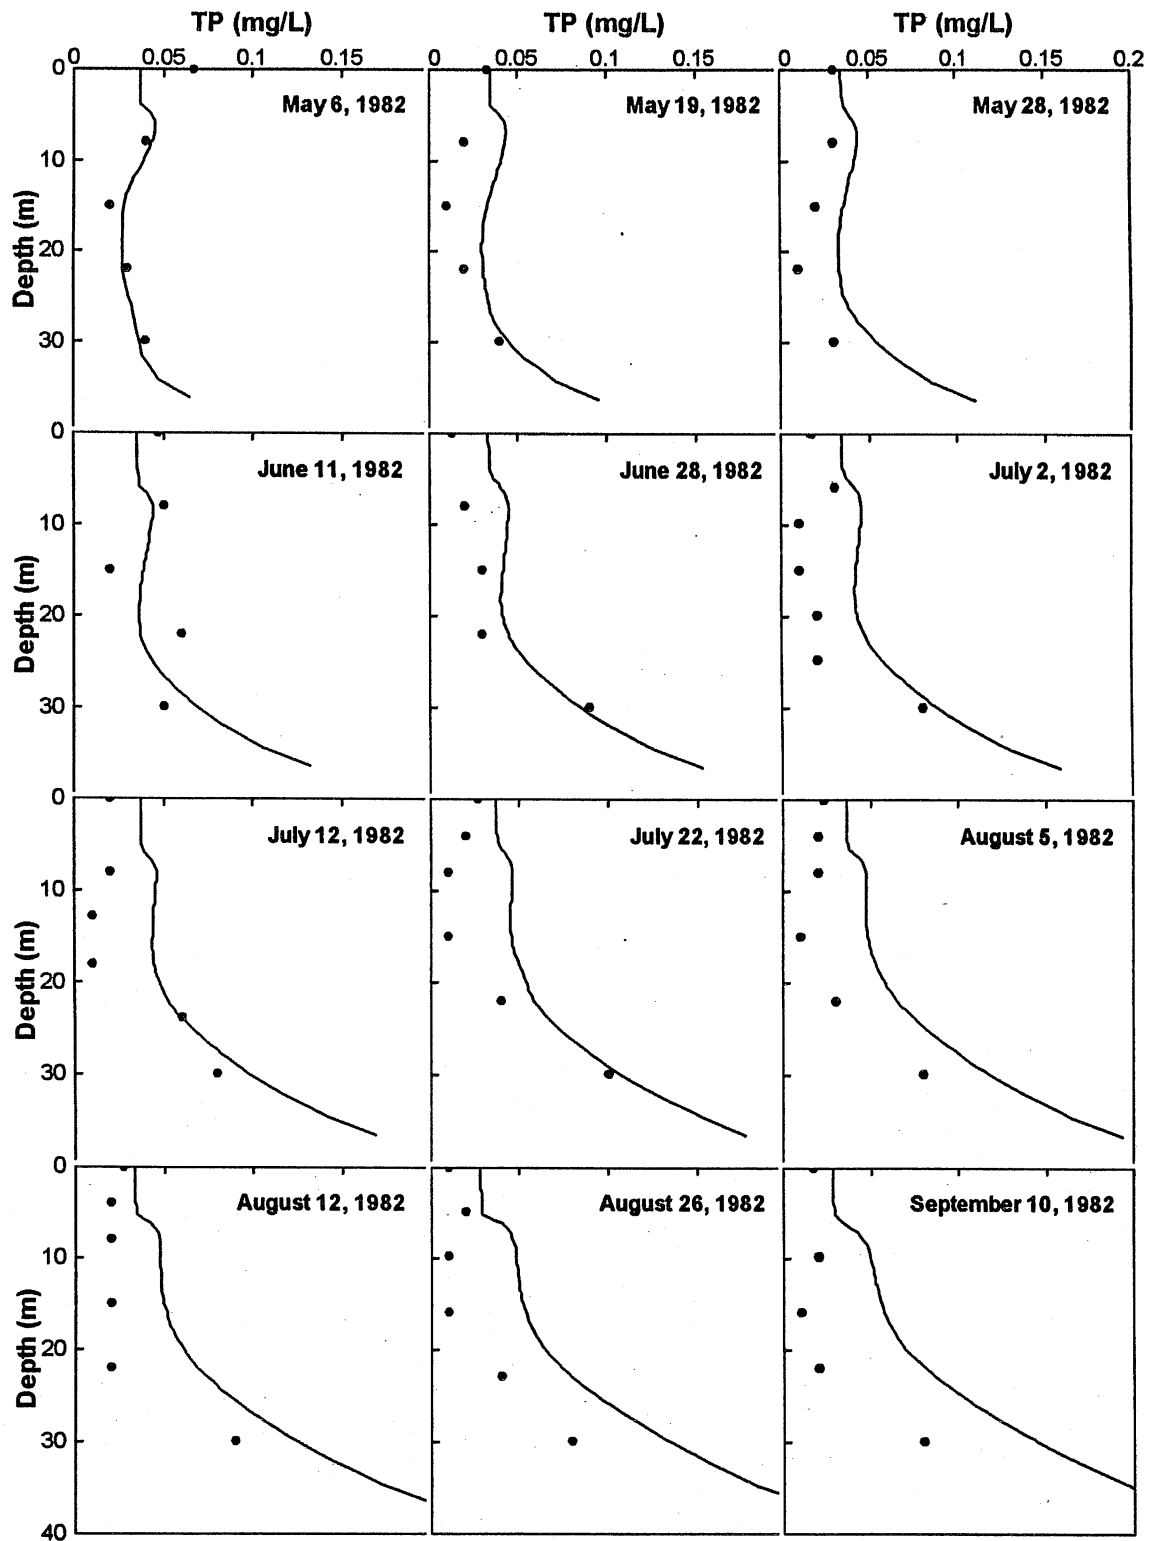 TP (mg/L) TP (mg/L) TP (mg/L)
0 0.05 0.15 0 0.05 0.10 0.15 0 0.05 0.10 0.15 0.2
0
May 6, 1982 May 19, 1982 May 28, 1982
10
20
30
Depth (m)
0
June 11, 1982 June 28, 1982 July 2, 1982
10
20
30
Depth (m)
0
July 12, 1982 July 22, 1982 August 5, 1982
10
20
30
Depth (m)
0
August 12, 1982 August 26, 1982 September 10, 1982
10
20
30
40
Depth (m)